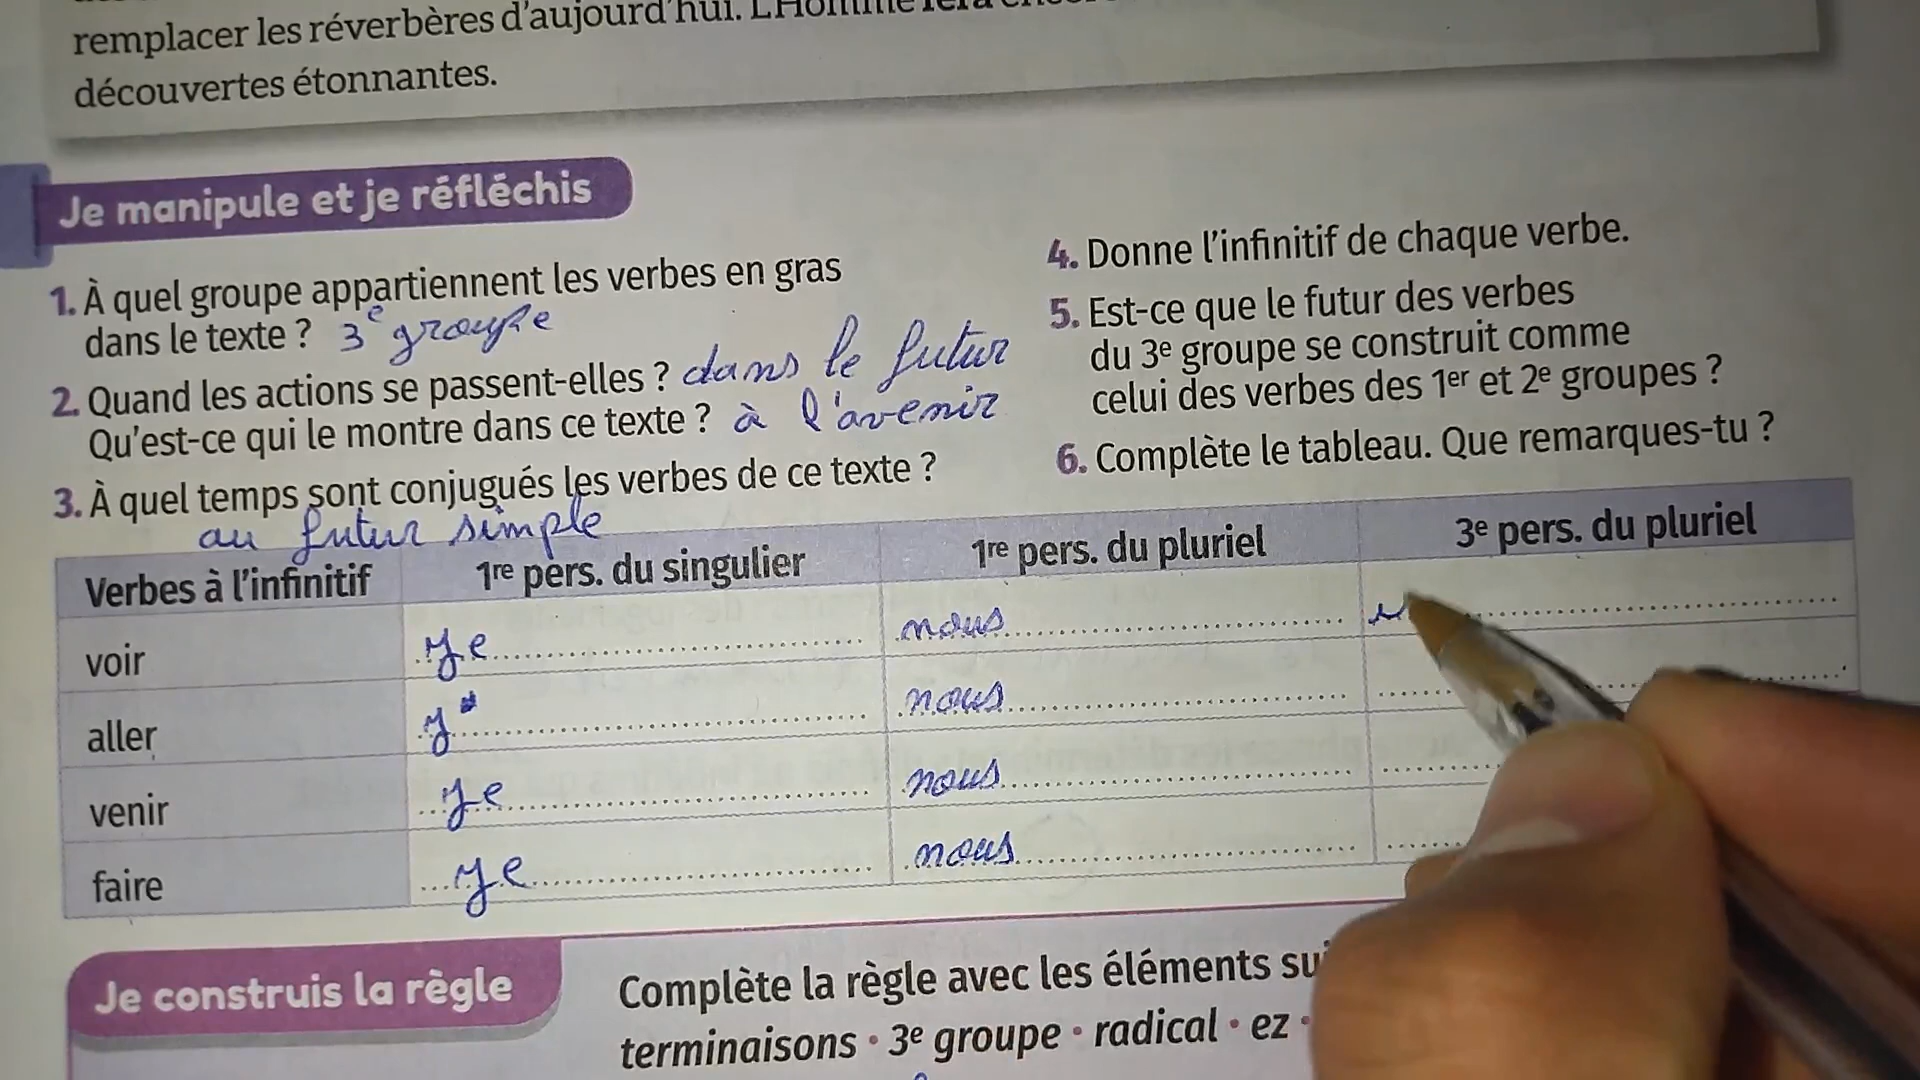 remplacer les réverbères d'aujourd'hui. L'Homme fera
découvertes étonnantes.
Je manipule et je réfléchis
1. À quel groupe appartiennent les verbes en gras
dans le texte ? 3e groupe
2. Quand les actions se passent-elles ? dans le futur
Qu'est-ce qui le montre dans ce texte ? à l'avenir
3. À quel temps sont conjugués les verbes de ce texte ?
au futur simple
4. Donne l'infinitif de chaque verbe.
5. Est-ce que le futur des verbes
du 3e groupe se construit comme
celui des verbes des 1er et 2e groupes ?
6. Complète le tableau. Que remarques-tu ?
Verbes à l'infinitif 1re pers. du singulier 1re pers. du pluriel 3e pers. du pluriel
voir je nous
aller j' nous
venir je nous
faire je nous
Je construis la règle
Complète la règle avec les éléments
terminaisons • 3e groupe • radical • ez •